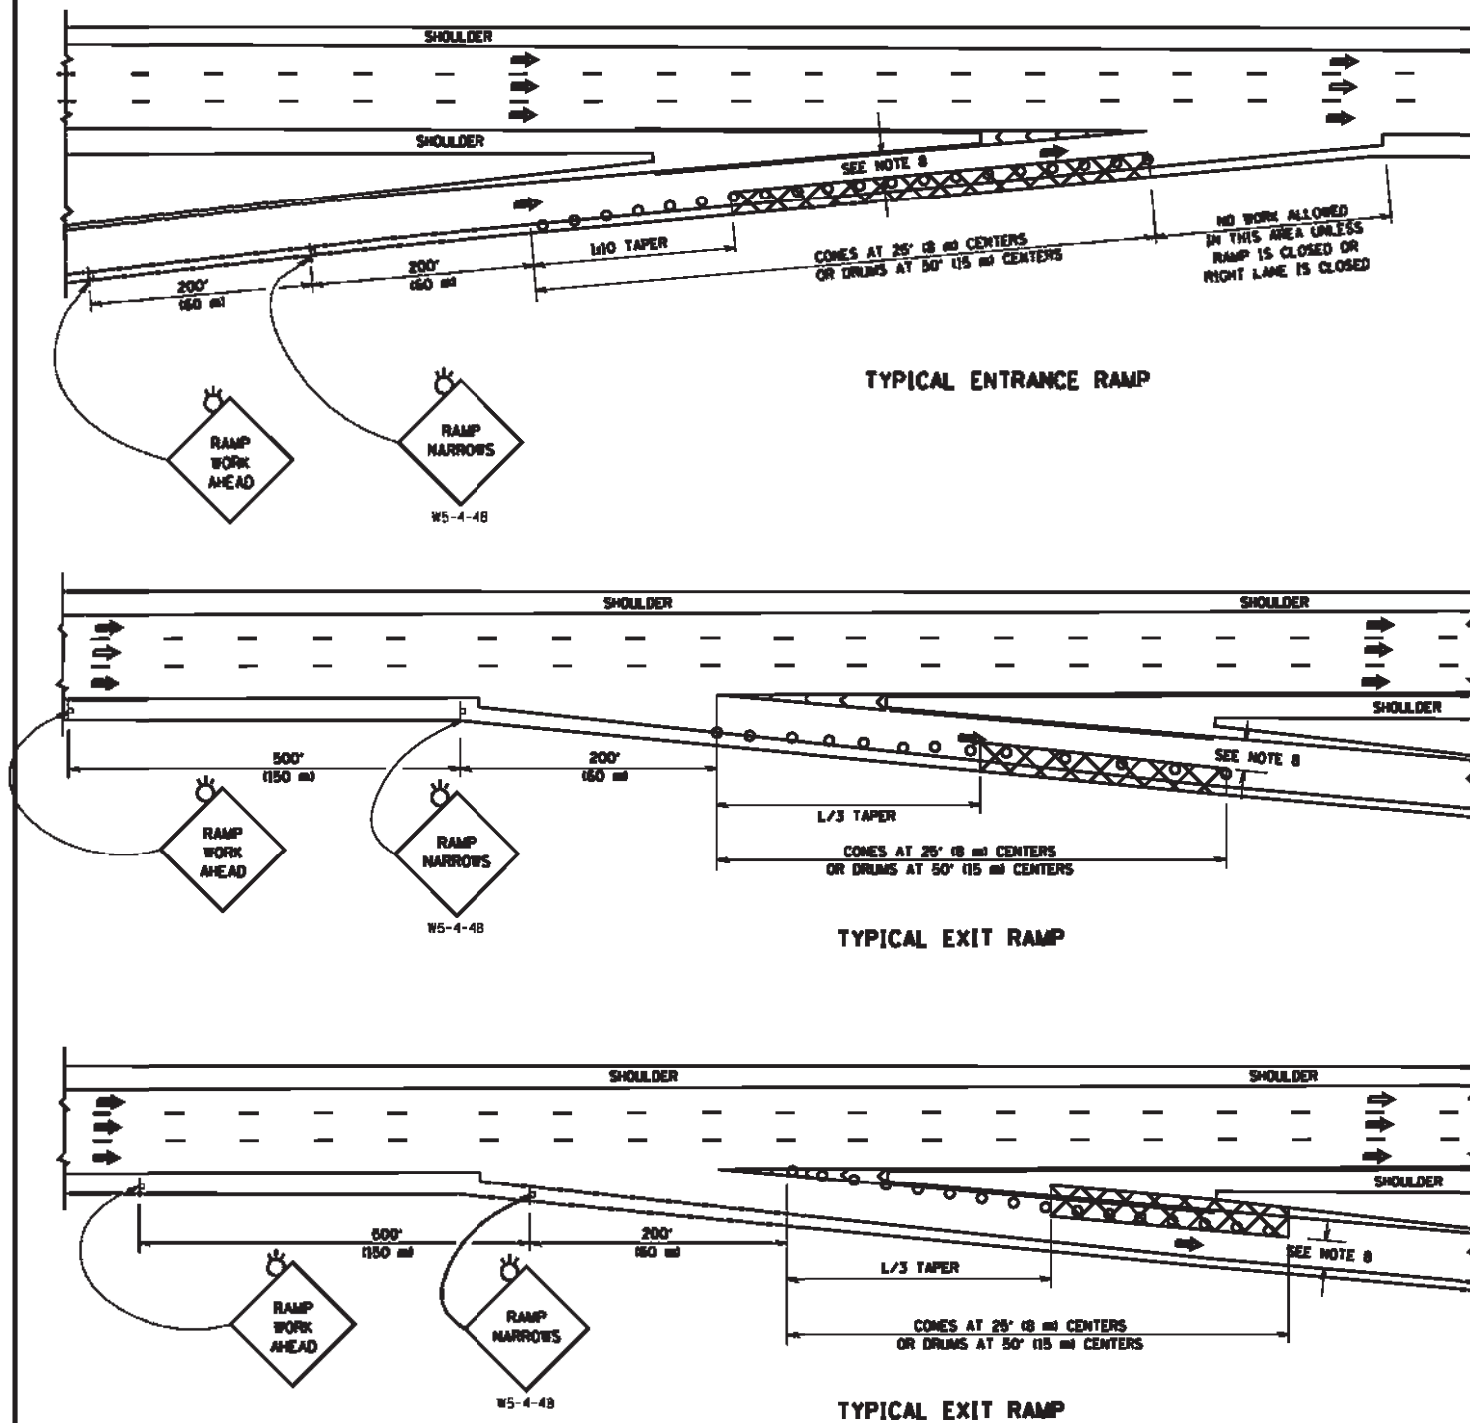 SHOULDER
SHOULDER
SEE NOTE 8
1:10 TAPER
200'
(60 m)
200'
(60 m)
CONES AT 25' (8 m) CENTERS
OR DRUMS AT 50' (15 m) CENTERS
NO WORK ALLOWED
IN THIS AREA UNLESS
RAMP IS CLOSED OR
RIGHT LANE IS CLOSED
TYPICAL ENTRANCE RAMP
RAMP
WORK
AHEAD
RAMP
NARROWS
W5-4-48
SHOULDER
SHOULDER
SHOULDER
SEE NOTE 8
500'
(150 m)
200'
(60 m)
L/3 TAPER
CONES AT 25' (8 m) CENTERS
OR DRUMS AT 50' (15 m) CENTERS
RAMP
WORK
AHEAD
RAMP
NARROWS
W5-4-48
TYPICAL EXIT RAMP
SHOULDER
SHOULDER
SHOULDER
SEE NOTE 8
500'
(150 m)
200'
(60 m)
L/3 TAPER
CONES AT 25' (8 m) CENTERS
OR DRUMS AT 50' (15 m) CENTERS
RAMP
WORK
AHEAD
RAMP
NARROWS
W5-4-48
TYPICAL EXIT RAMP